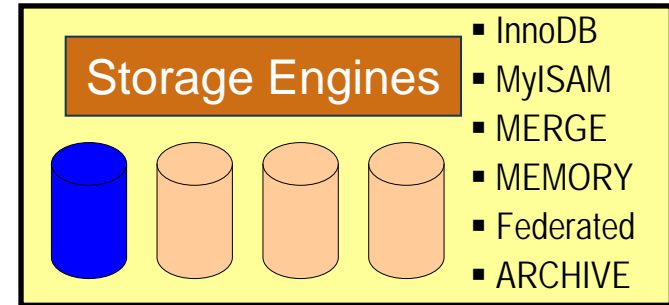 Storage Engines
▪ InnoDB
▪ MyISAM
▪ MERGE
▪ MEMORY
▪ Federated
▪ ARCHIVE